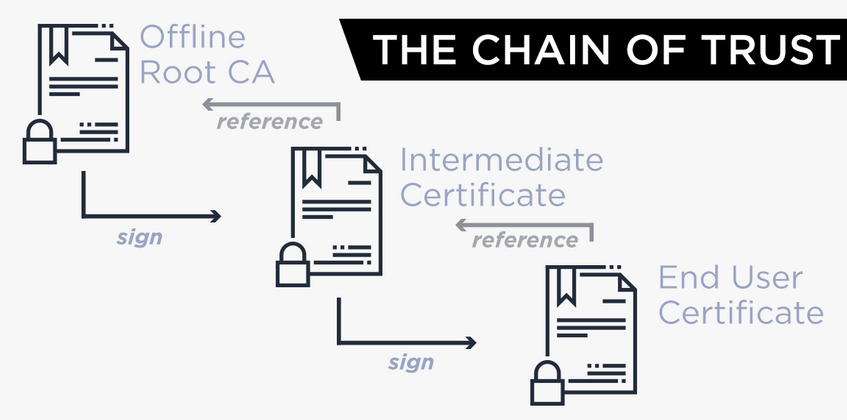 Offline
Root CA
THE CHAIN OF TRUST
reference
sign
Intermediate
Certificate
reference
sign
End User
Certificate